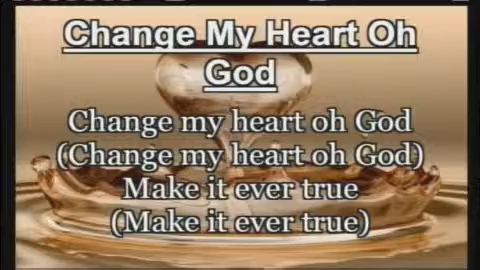 Change My Heart Oh
God
Change my heart oh God
(Change my heart oh God)
Make it ever true
(Make it ever true)